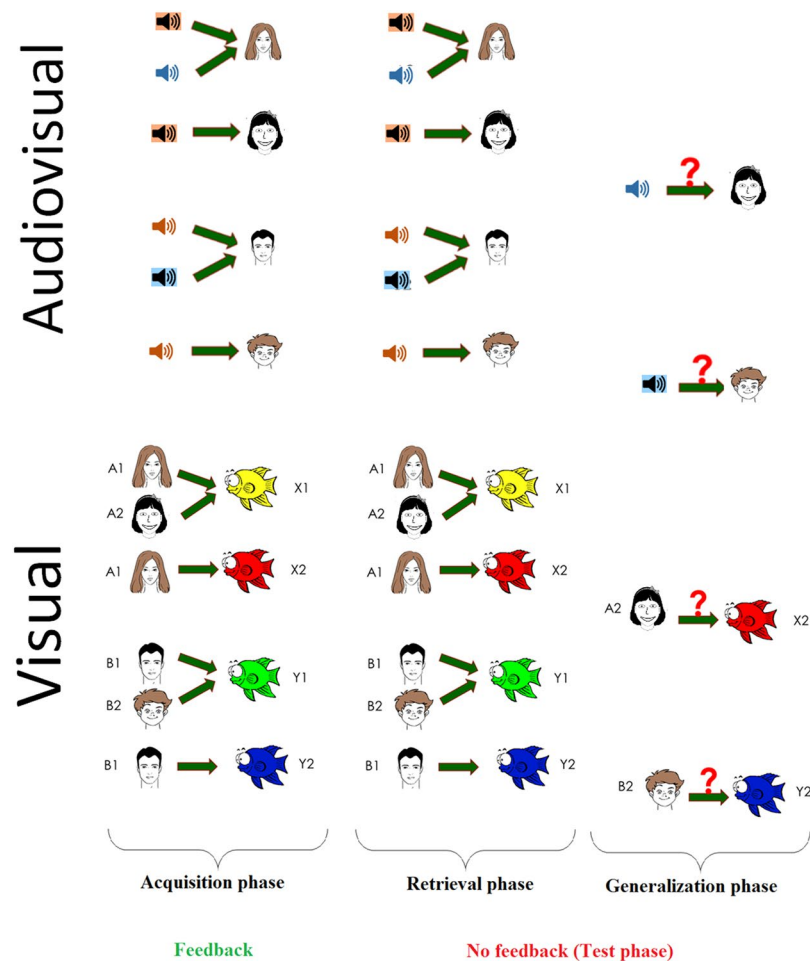 Audiovisual
?
?
Visual
A1
A2
X1
A1
X2
B1
B2
Y1
B1
Y2
A1
A2
X1
A1
X2
B1
B2
Y1
B1
Y2
A2
?
X2
B2
?
Y2
Acquisition phase
Retrieval phase
Generalization phase
Feedback
No feedback (Test phase)